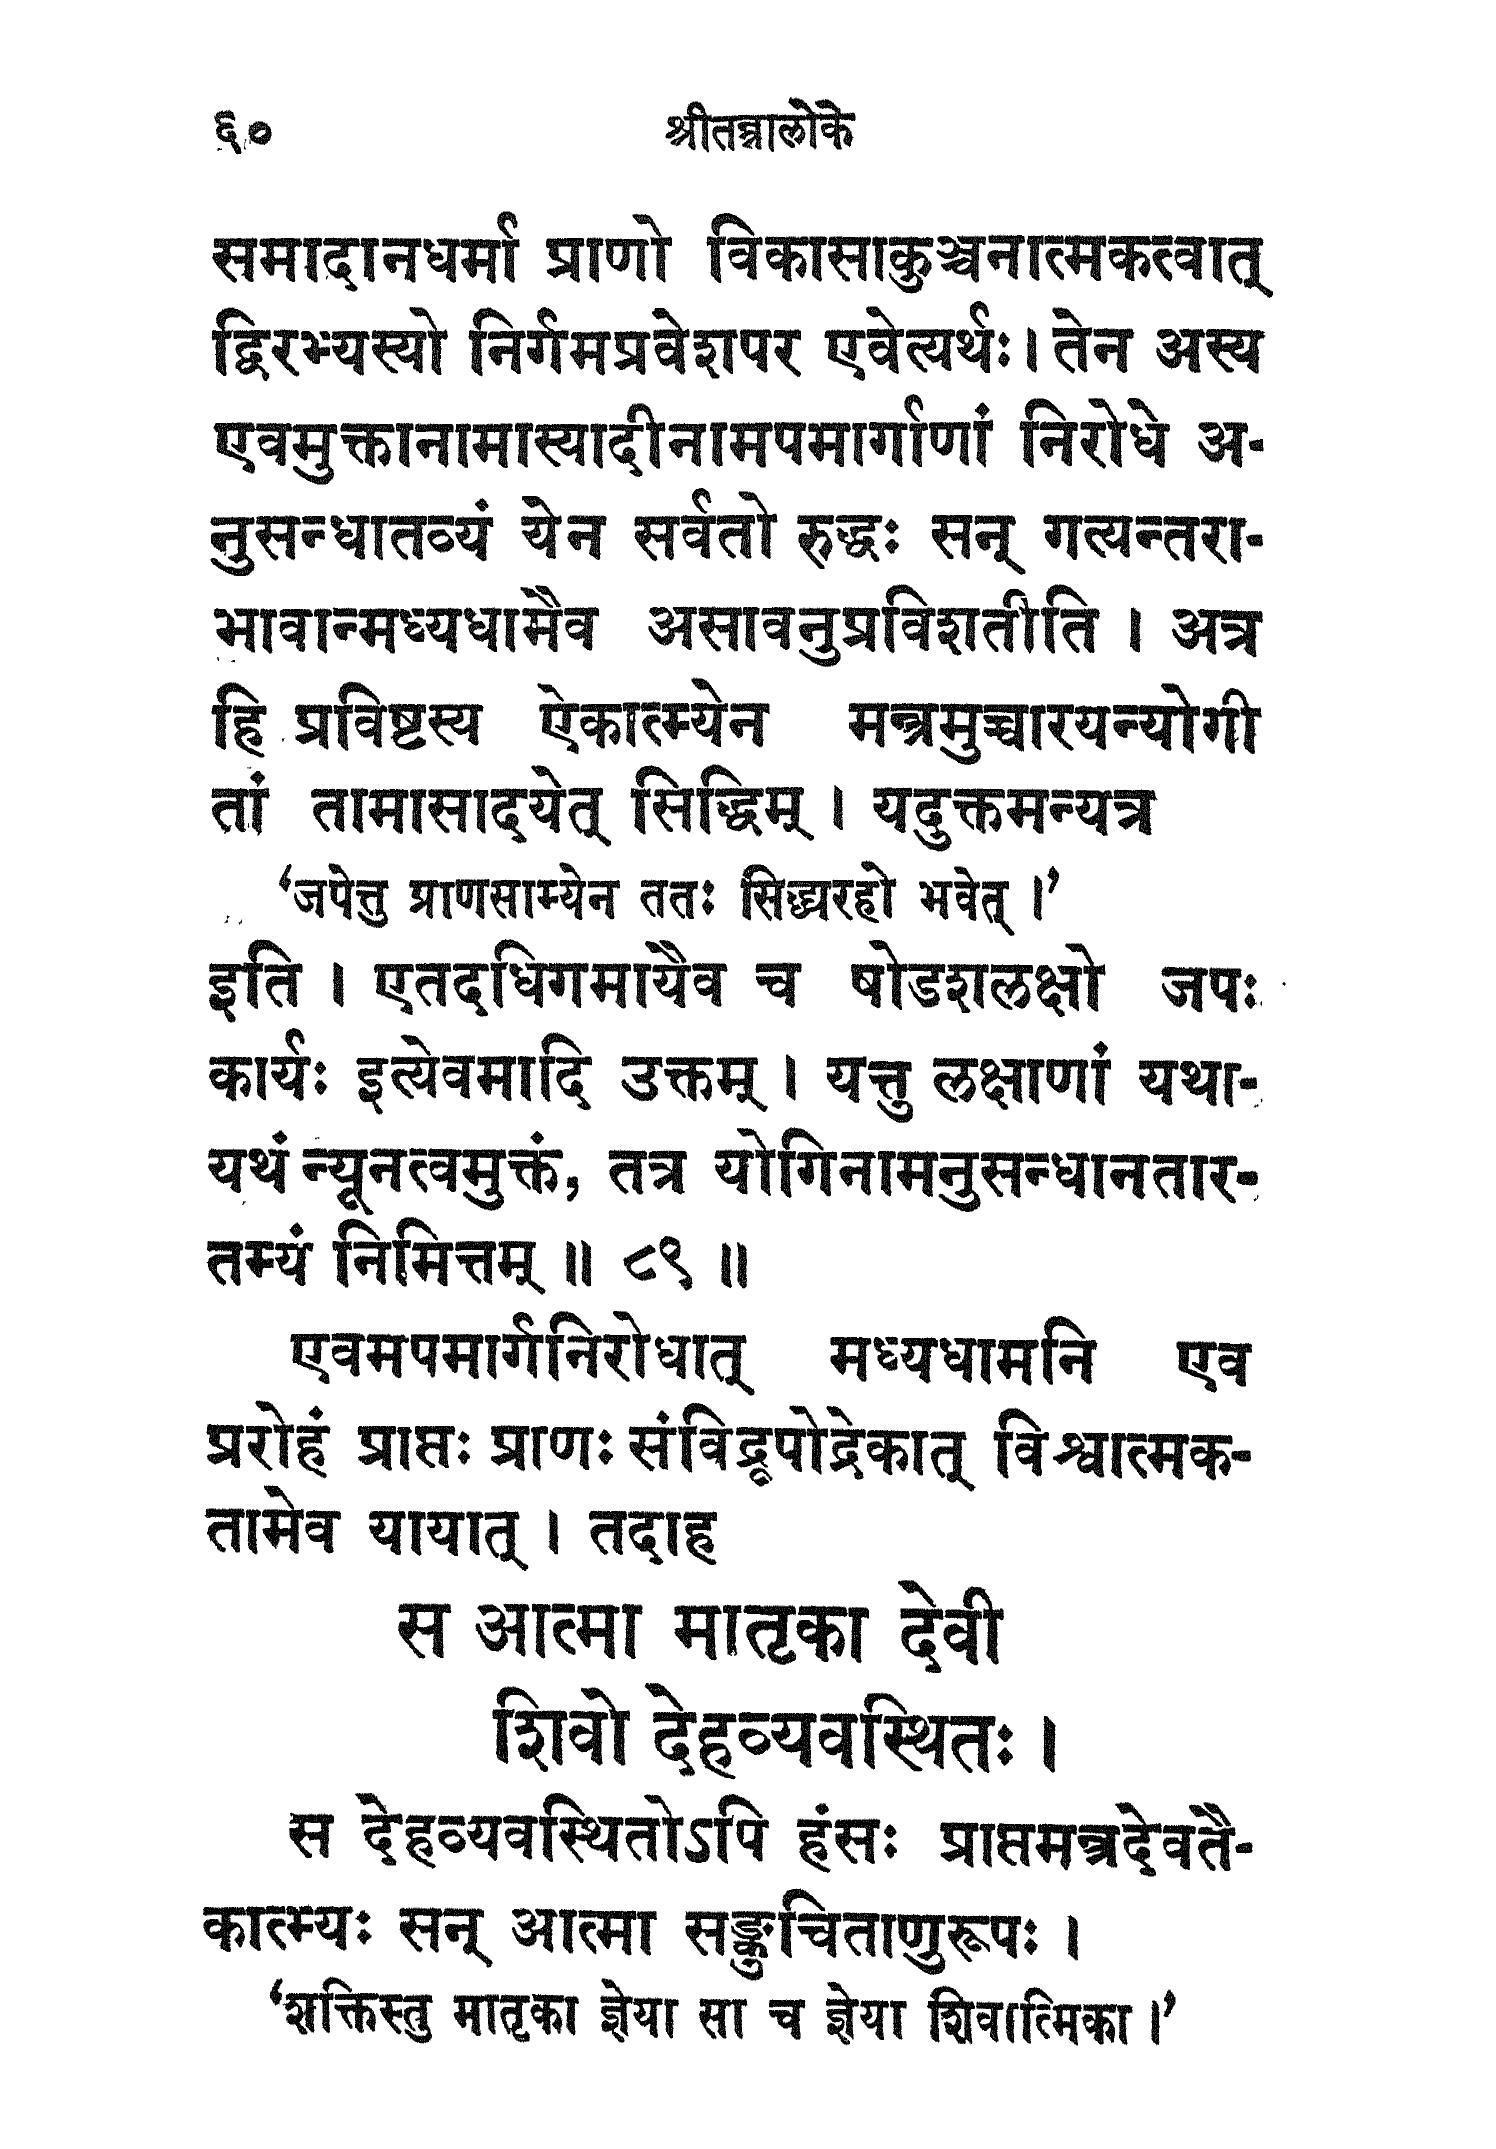 ६० श्रीतन्त्रालोके
समादानधर्मा प्राणो विकासाकुञ्चनात्मकत्वात्
द्विरभ्यस्यो निर्गमप्रवेशपर एवेत्यर्थः। तेन अस्य
एवमुक्तानामास्यादीनामपमार्गाणां निरोधे अ-
नुसन्धातव्यं येन सर्वतो रुद्धः सन् गत्यन्तरा-
भावान्मध्यधामैव असावनुप्रविशतीति । अत्र
हि प्रविष्टस्य ऐकात्म्येन मन्त्रमुच्चारयन्योगी
तां तामासादयेत् सिद्धिम् । यदुक्तमन्यत्र
‘जपेत्तु प्राणसाम्येन ततः सिद्ध्यरहो भवेत् ।’
इति । एतदधिगमायैव च षोडशलक्षो जपः
कार्यः इत्येवमादि उक्तम् । यत्तु लक्षाणां यथा-
यथं न्यूनत्वमुक्तं, तत्र योगिनामनुसन्धानतार-
तम्यं निमित्तम् ॥ ८९ ॥
एवमपमार्गनिरोधात् मध्यधामनि एव
प्ररोहं प्राप्तः प्राणः संविद्रूपोद्रेकात् विश्वात्मक-
तामेव यायात् । तदाह
स आत्मा मातृका देवी
शिवो देहव्यवस्थितः ।
स देहव्यवस्थितोऽपि हंसः प्राप्तमन्त्रदेवतै-
कात्म्यः सन् आत्मा सङ्कुचिताणुरूपः ।
‘शक्तिस्तु मातृका ज्ञेया सा च ज्ञेया शिवात्मिका ।’